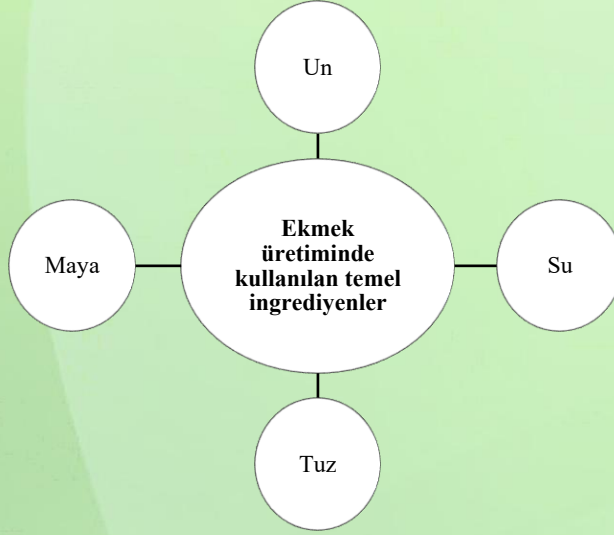 Un
Ekmek
üretiminde
kullanılan temel
ingrediyenler
Maya
Su
Tuz